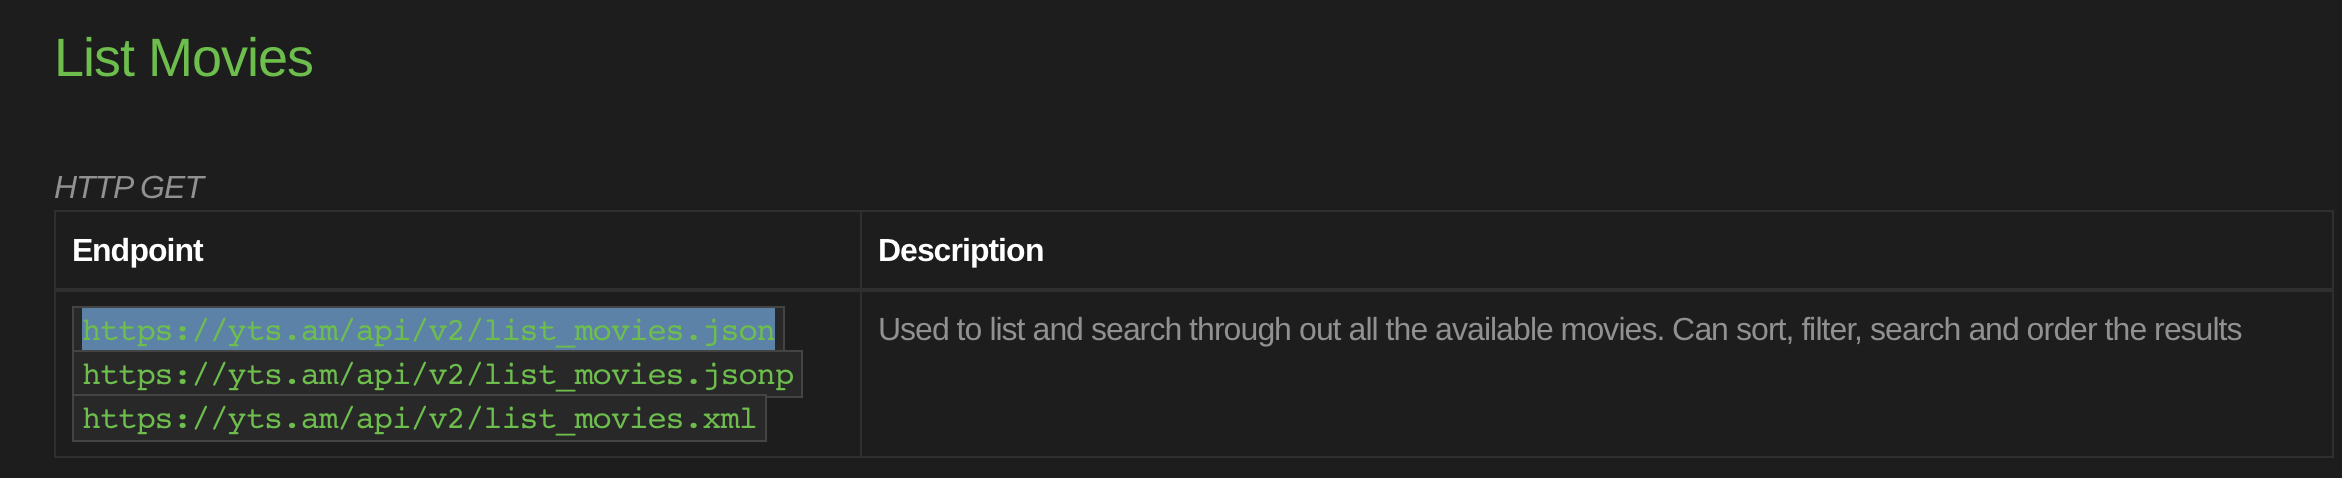 List Movies
HTTP GET
Endpoint
Description
https://yts.am/api/v2/list_movies.json
https://yts.am/api/v2/list_movies.jsonp
https://yts.am/api/v2/list_movies.xml
Used to list and search through out all the available movies. Can sort, filter, search and order the results